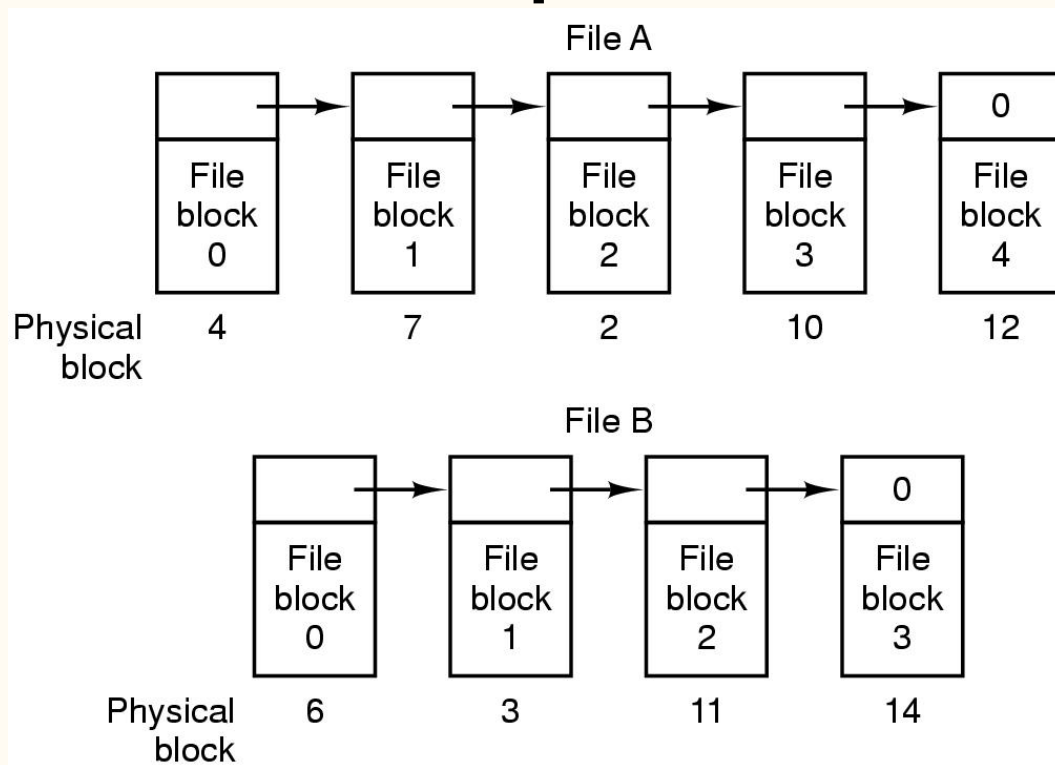 File A
0
File File File File File
block block block block block
0 1 2 3 4
Physical 4 7 2 10 12
block
File B
0
File File File File
block block block block
0 1 2 3
Physical 6 3 11 14
block